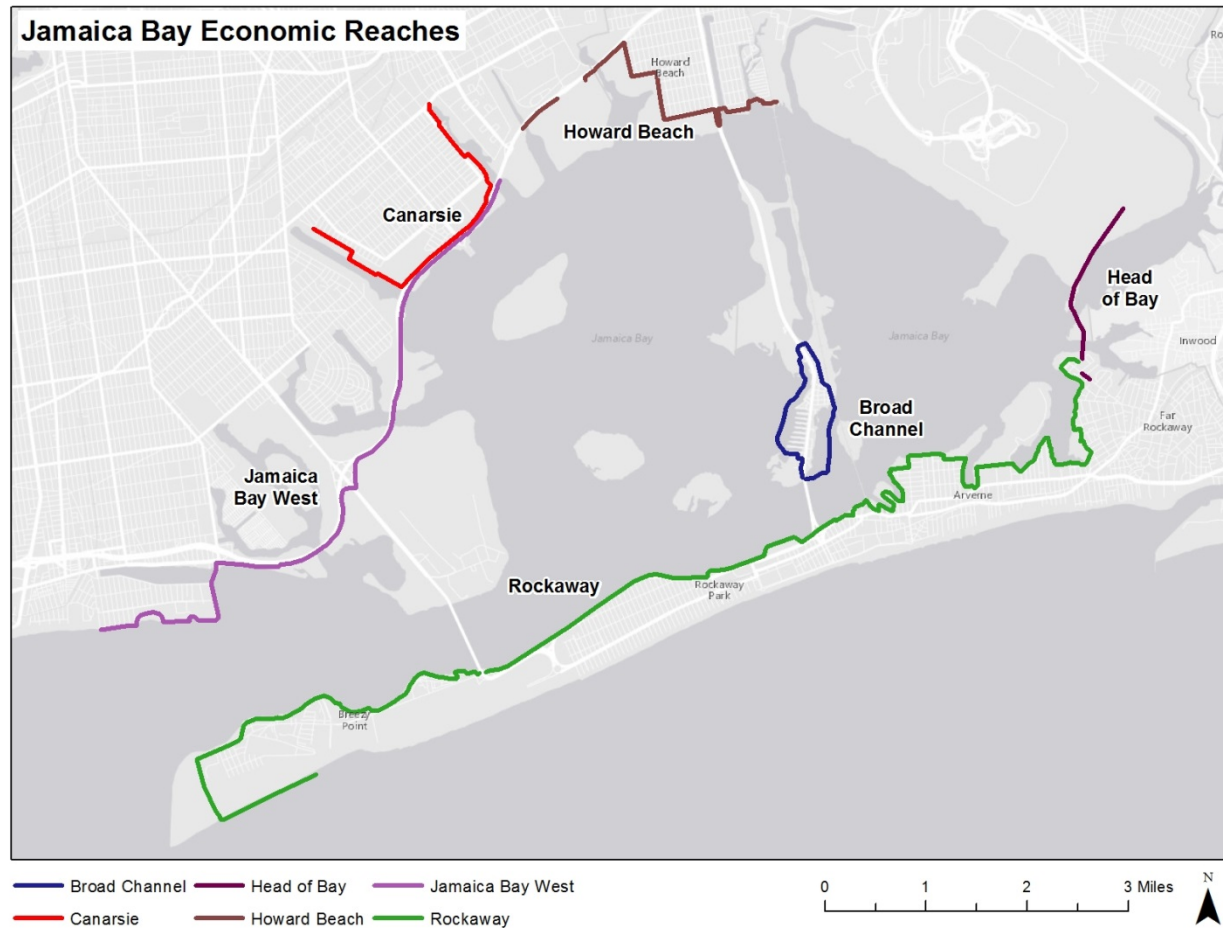 Jamaica Bay Economic Reaches
Ro
Howard
Beach
Howard Beach
Canarsie
Head
of Bay
Jamaica Bay
Jamaica Bay
Inwood
Broad
Channel
Far
Rockaway
Jamaica
Bay West
Arverne
Rockaway
Rockaway
Park
Breezy
Point
Broad Channel
Head of Bay
Jamaica Bay West
Canarsie
Howard Beach
Rockaway
0 1 2 3 Miles
N